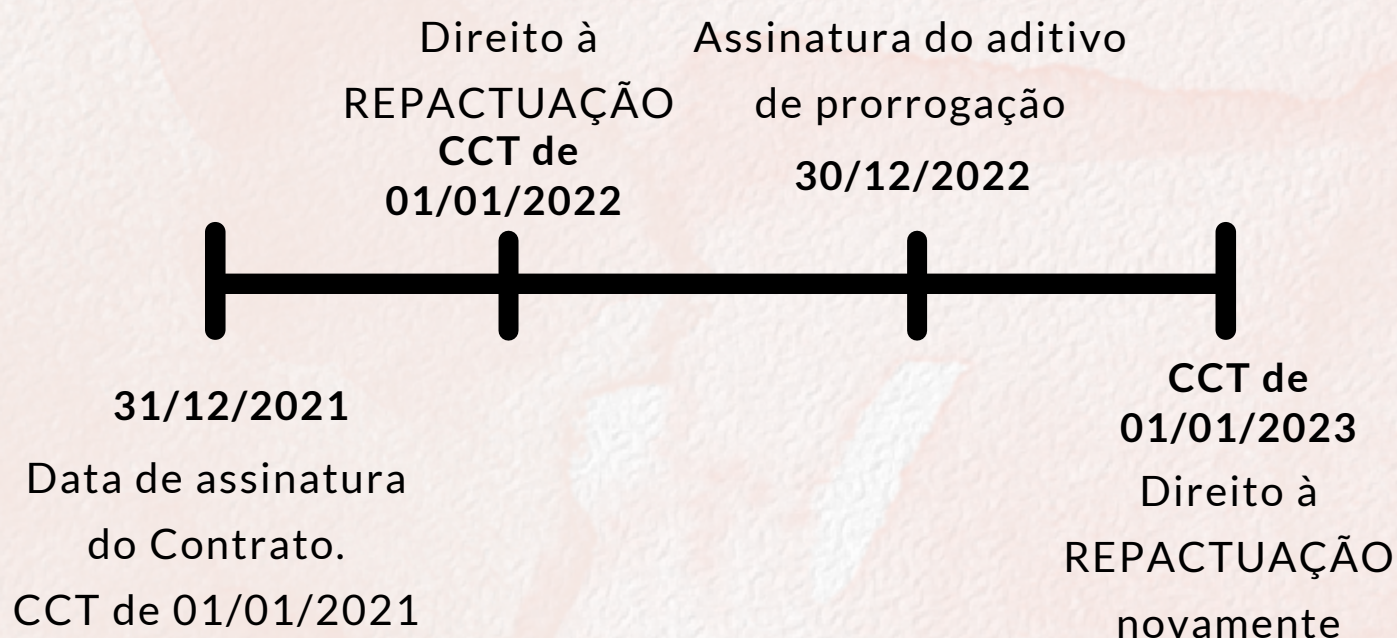 Direito à
REPACTUAÇÃO
CCT de
01/01/2022
Assinatura do aditivo
de prorrogação
30/12/2022
31/12/2021
Data de assinatura
do Contrato.
CCT de 01/01/2021
CCT de
01/01/2023
Direito à
REPACTUAÇÃO
novamente